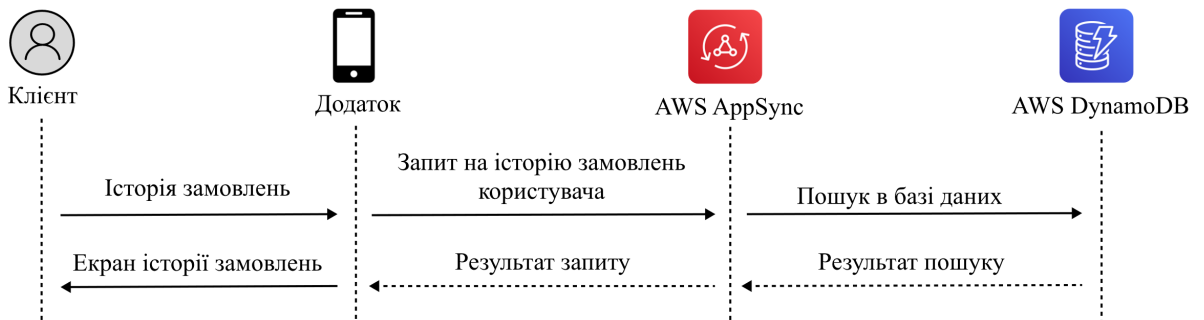 Клієнт
Додаток
AWS AppSync
AWS DynamoDB
Історія замовлень
Запит на історію замовлень
користувача
Пошук в базі даних
Екран історії замовлень
Результат запиту
Результат пошуку